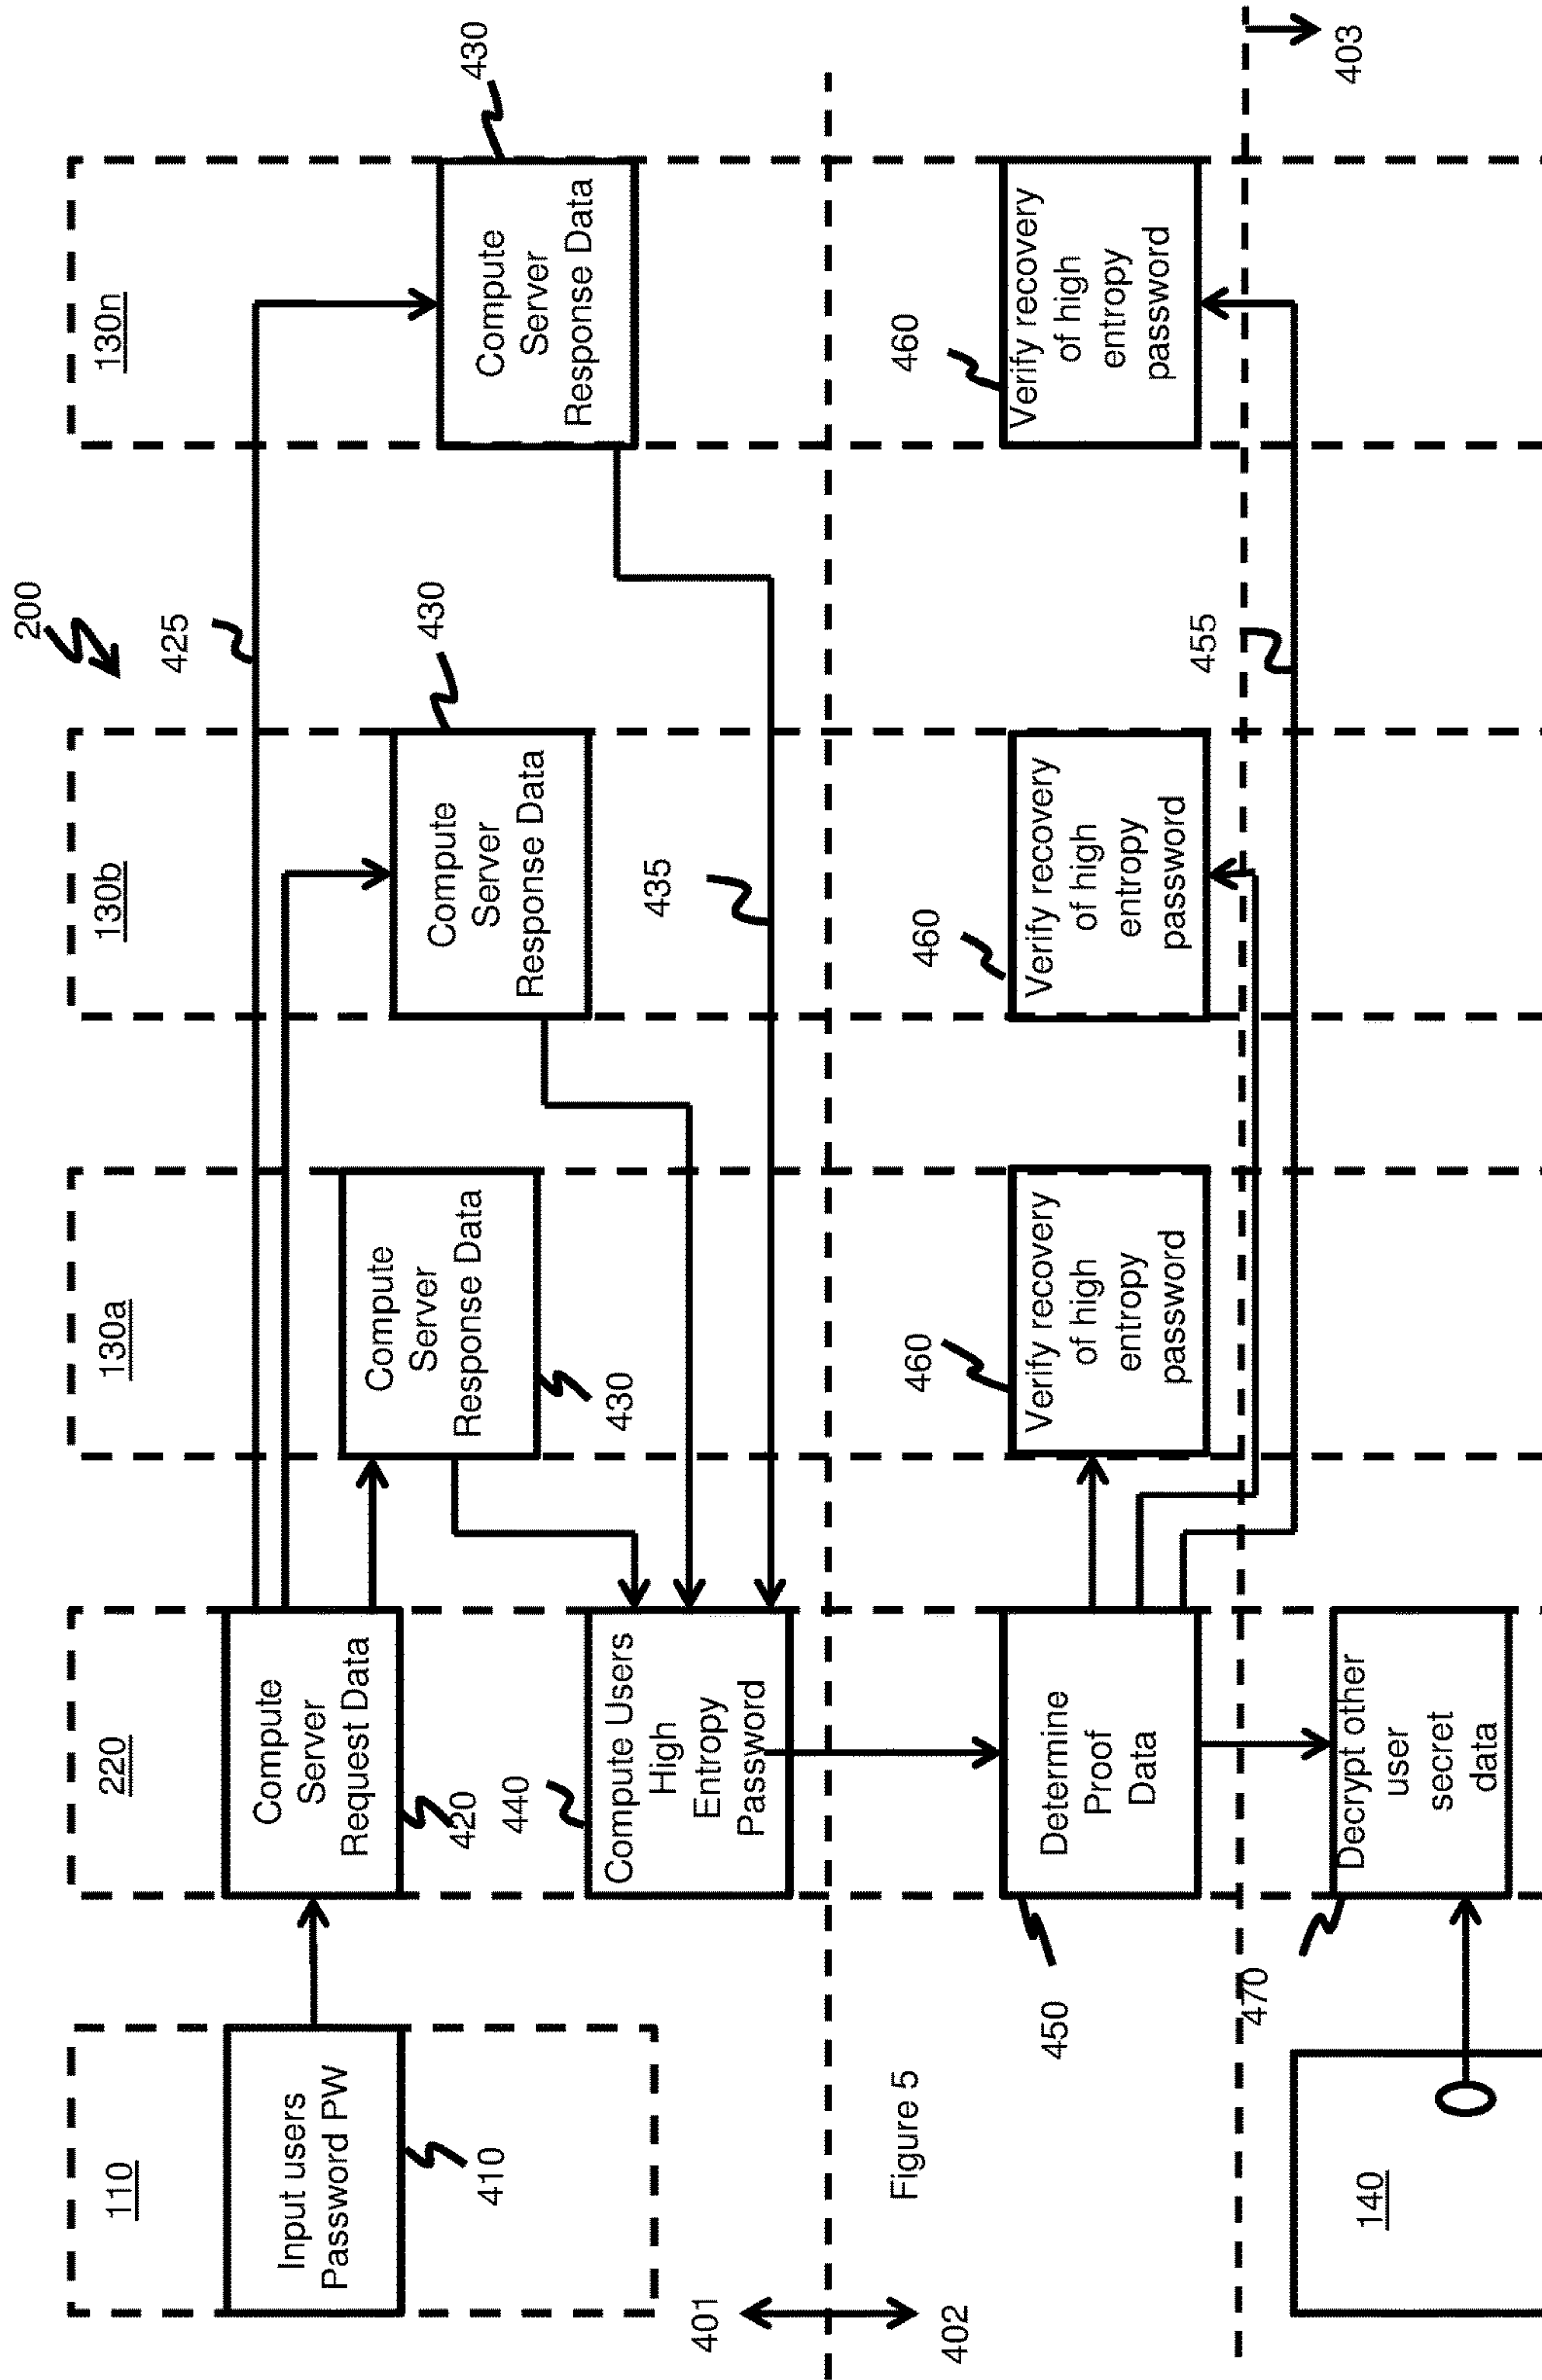 200
110
220
130a
130b
130n
425
Input users
Password PW
410
Compute
Server
Request Data
420
Compute
Server
Response Data
430
Compute
Server
Response Data
430
Compute
Server
Response Data
430
440
Compute Users
High
Entropy
Password
435
401
402
Figure 5
450
Determine
Proof
Data
460
Verify recovery
of high
entropy
password
460
Verify recovery
of high
entropy
password
460
Verify recovery
of high
entropy
password
455
403
470
140
Decrypt other
user
secret
data